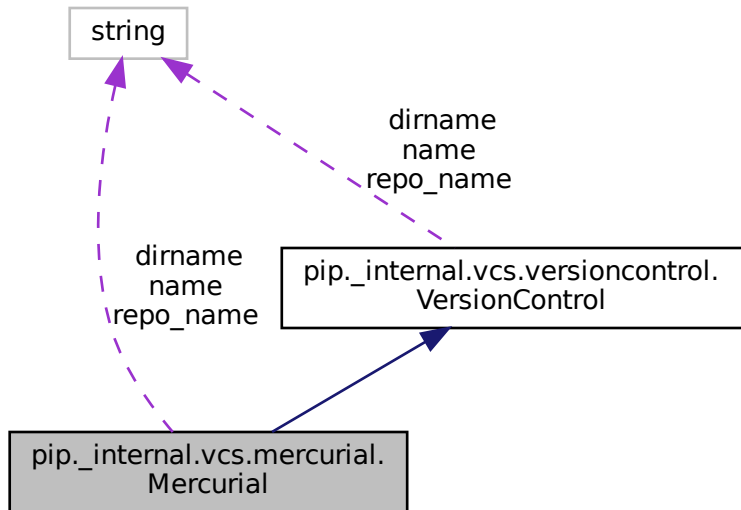 string
dirname
name
repo_name
pip._internal.vcs.versioncontrol.
VersionControl
dirname
name
repo_name
pip._internal.vcs.mercurial.
Mercurial